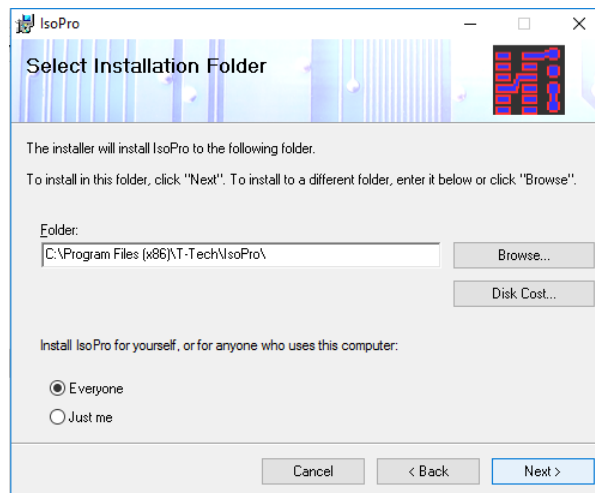 IsoPro
Select Installation Folder
The installer will install IsoPro to the following folder.
To install in this folder, click "Next". To install to a different folder, enter it below or click "Browse".
Folder:
C:\Program Files (x86)\T-Tech\IsoPro\
Browse...
Disk Cost...
Install IsoPro for yourself, or for anyone who uses this computer:
Everyone
Just me
Cancel
< Back
Next >